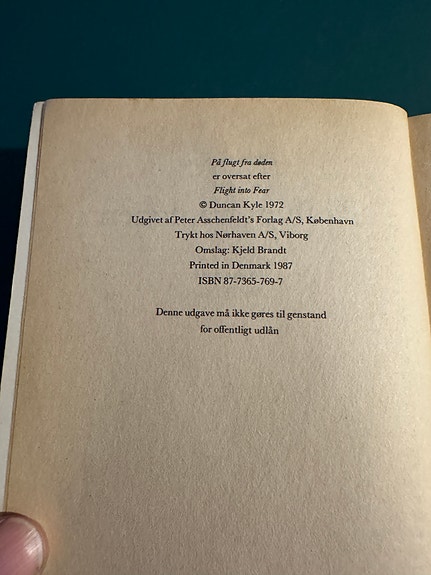 På flugt fra døden
er oversat efter
Flight into Fear
© Duncan Kyle 1972
Udgivet af Peter Asschenfeldt's Forlag A/S, København
Trykt hos Nørhaven A/S, Viborg
Omslag: Kjeld Brandt
Printed in Denmark 1987
ISBN 87-7365-769-7
Denne udgave må ikke gøres til genstand
for offentligt udlån